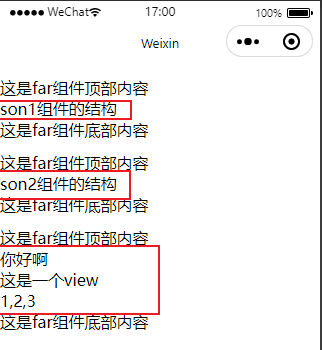 WeChat
17:00
100%
Weixin
这是far组件顶部内容
son1组件的结构
这是far组件底部内容
这是far组件顶部内容
son2组件的结构
这是far组件底部内容
这是far组件顶部内容
你好啊
这是一个view
1,2,3
这是far组件底部内容